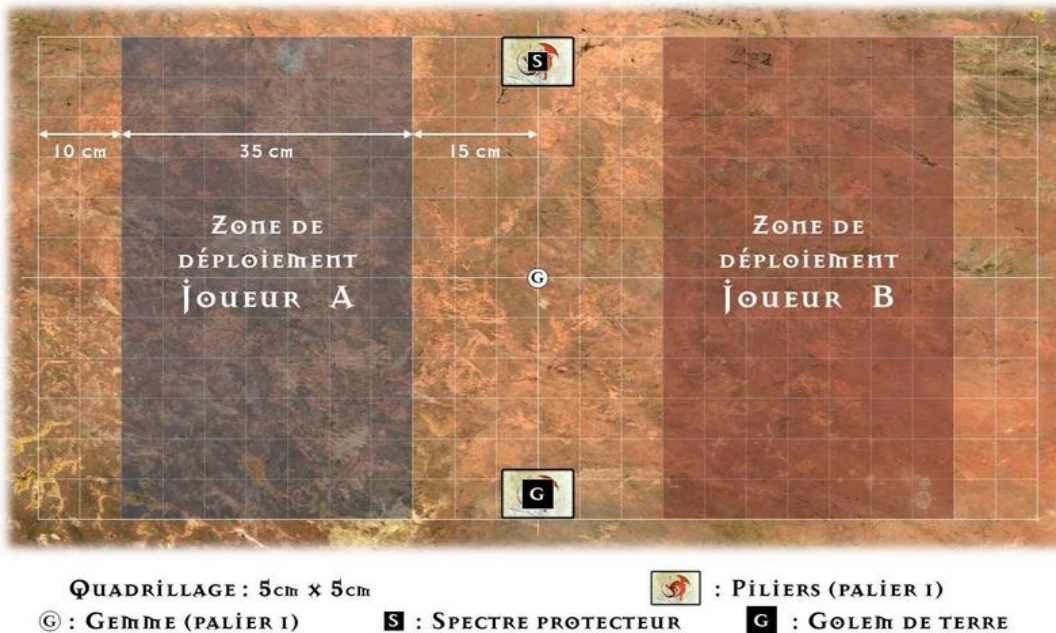 S
10 cm
35 cm
15 cm
Zone de
déploiement
Joueur A
Zone de
déploiement
Joueur B
G
G
Quadrillage : 5cm x 5cm
: Piliers (palier 1)
G : Gemme (palier 1)
S : Spectre protecteur
G : Golem de terre